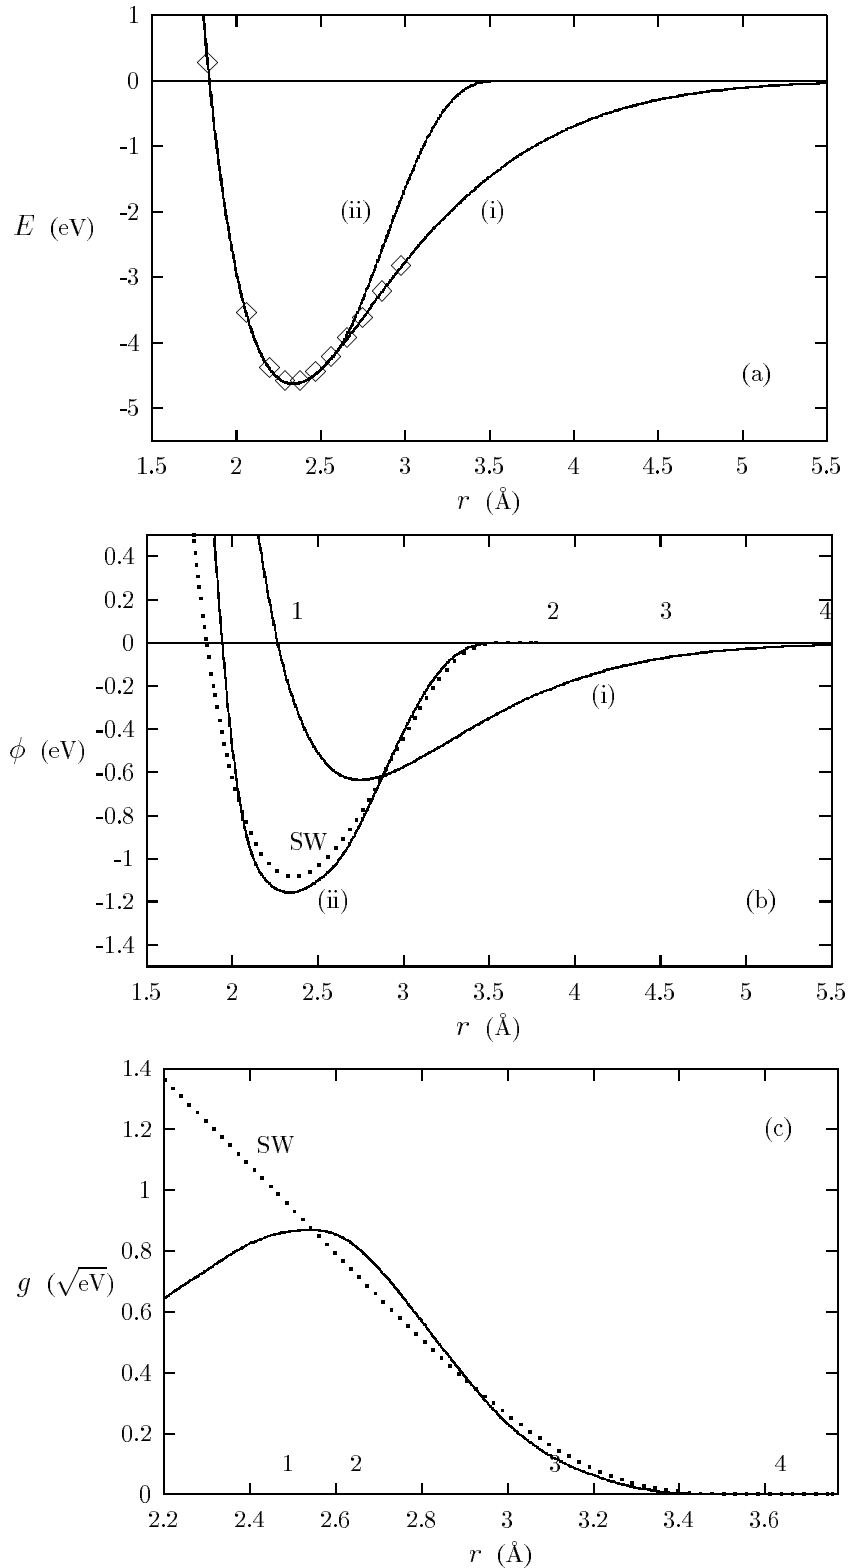 1
0
-1
-2
-3
-4
-5
E (eV)
(ii)
(i)
(a)
1.5 2 2.5 3 3.5 4 4.5 5 5.5
r (Å)
0.4
0.2
0
-0.2
-0.4
-0.6
-0.8
-1
-1.2
-1.4
ϕ (eV)
1 2 3 4
(i)
SW
(ii)
(b)
1.5 2 2.5 3 3.5 4 4.5 5 5.5
r (Å)
1.4
1.2
1
0.8
0.6
0.4
0.2
0
g (√eV)
SW
(c)
1 2 3 4
2.2 2.4 2.6 2.8 3 3.2 3.4 3.6
r (Å)